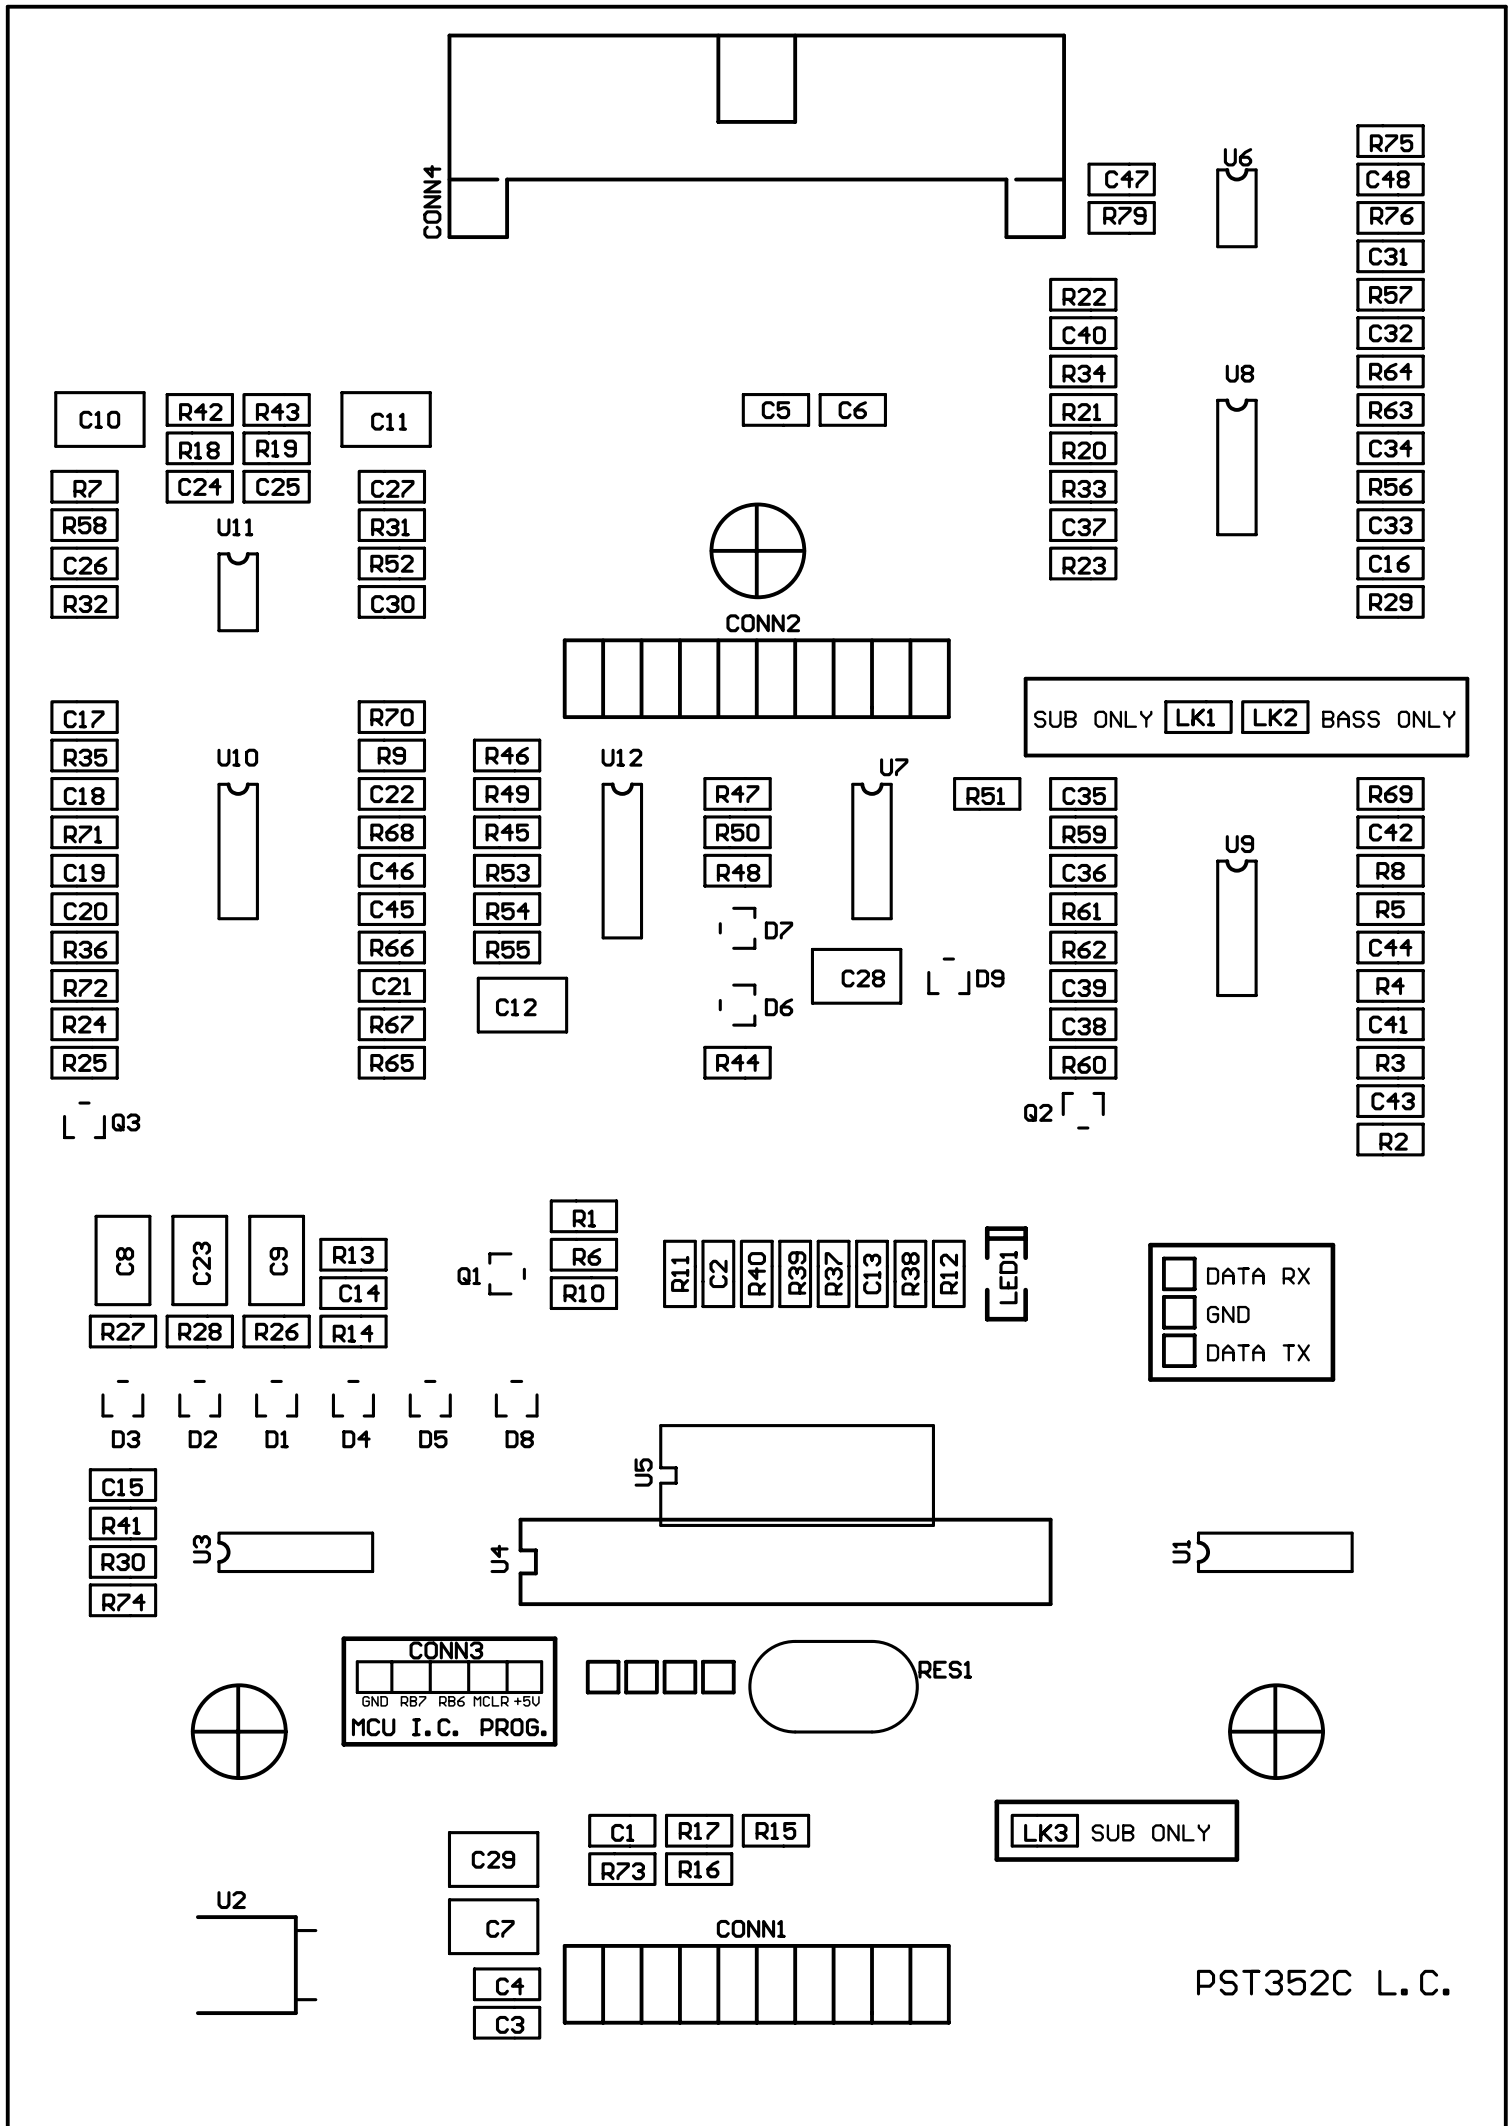 CONN4
R75
U6
C47
C48
R79
R76
C31
R22
R57
C40
C32
R34
U8
R64
C10
R42
R43
C11
C5
C6
R21
R63
R18
R19
R20
C34
R7
C24
C25
C27
R33
R56
R58
U11
R31
C37
C33
C26
R52
R23
C16
R32
C30
R29
CONN2
C17
R70
SUB ONLY
LK1
LK2
BASS ONLY
R35
U10
R9
R46
U12
U7
C18
C22
R49
R47
R51
C35
R69
R71
R68
R45
R50
R59
U9
C42
C19
C46
R53
R48
C36
R8
C20
C45
R54
D7
R61
R5
R36
R66
R55
R62
C44
R72
C21
C12
C28
D9
C39
R4
R24
R67
D6
C38
C41
R25
R65
R44
R60
R3
Q3
Q2
C43
R2
C8
C23
C9
R13
R1
R6
Q1
R10
C14
R11
C2
R40
R39
R37
C13
R38
R12
LED1
DATA RX
GND
DATA TX
R27
R28
R26
R14
D3
D2
D1
D4
D5
D8
C15
U5
R41
U3
U4
U1
R30
R74
CONN3
GND RB7 RB6 MCLR +5V
MCU I.C. PROG.
RES1
C1
R17
R15
LK3
SUB ONLY
C29
R73
R16
U2
C7
CONN1
C4
C3
PST352C L.C.